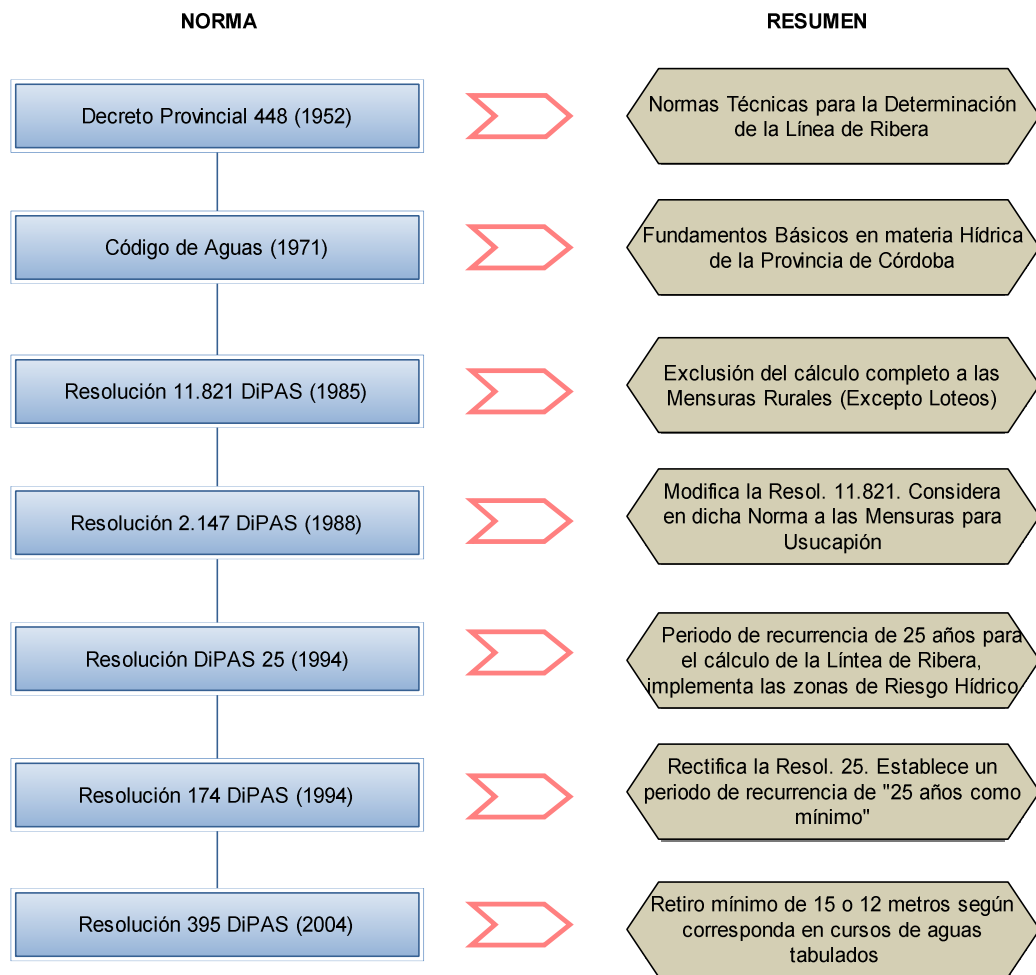 NORMA
RESUMEN
Decreto Provincial 448 (1952)
Normas Técnicas para la Determinación
de la Línea de Ribera
Código de Aguas (1971)
Fundamentos Básicos en materia Hídrica
de la Provincia de Córdoba
Resolución 11.821 DiPAS (1985)
Exclusión del cálculo completo a las
Mensuras Rurales (Excepto Loteos)
Resolución 2.147 DiPAS (1988)
Modifica la Resol. 11.821. Considera
en dicha Norma a las Mensuras para
Usucapión
Resolución DiPAS 25 (1994)
Periodo de recurrencia de 25 años para
el cálculo de la Líntea de Ribera,
implementa las zonas de Riesgo Hídrico
Resolución 174 DiPAS (1994)
Rectifica la Resol. 25. Establece un
periodo de recurrencia de "25 años como
mínimo"
Resolución 395 DiPAS (2004)
Retiro mínimo de 15 o 12 metros según
corresponda en cursos de aguas
tabulados